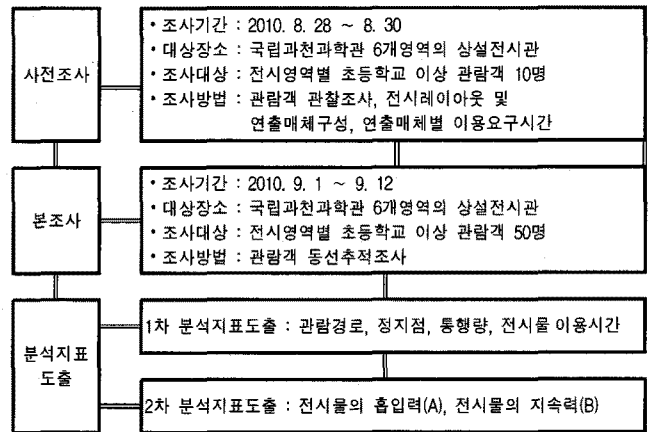 사전조사
• 조사기간 : 2010. 8. 28 ~ 8. 30
• 대상장소 : 국립과천과학관 6개영역의 상설전시관
• 조사대상 : 전시영역별 초등학교 이상 관람객 10명
• 조사방법 : 관람객 관찰조사, 전시레이아웃 및
연출매체구성, 연출매체별 이용요구시간
본조사
• 조사기간 : 2010. 9. 1 ~ 9. 12
• 대상장소 : 국립과천과학관 6개영역의 상설전시관
• 조사대상 : 전시영역별 초등학교 이상 관람객 50명
• 조사방법 : 관람객 동선추적조사
분석지표
도출
1차 분석지표도출 : 관람경로, 정지점, 통행량, 전시물 이용시간
2차 분석지표도출 : 전시물의 흡입력(A), 전시물의 지속력(B)